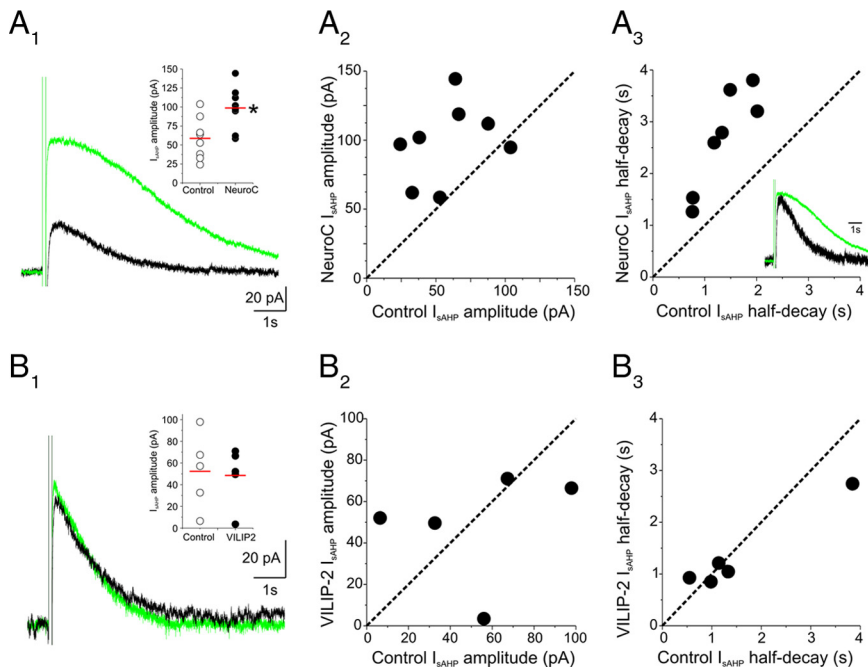 A1
A2
A3
150
125
100
75
50
25
0
IsAHP amplitude (pA)
Control
NeuroC
*
20 pA
1s
150
100
50
0
50
100
150
NeuroC IsAHP amplitude (pA)
Control IsAHP amplitude (pA)
4
3
2
1
0
0
1
2
3
4
NeuroC IsAHP half-decay (s)
Control IsAHP half-decay (s)
1s
B1
B2
B3
100
80
60
40
20
0
IsAHP amplitude (pA)
Control
VILIP2
20 pA
1s
100
80
60
40
20
0
0
20
40
60
80
100
VILIP-2 IsAHP amplitude (pA)
Control IsAHP amplitude (pA)
4
3
2
1
0
0
1
2
3
4
VILIP-2 IsAHP half-decay (s)
Control IsAHP half-decay (s)